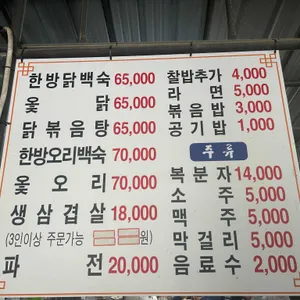 한방닭백숙 65,000
옻 닭 65,000
닭볶음탕 65,000
한방오리백숙 70,000
옻 오 리 70,000
생삼겹살 18,000
(3인이상 주문가능 원)
파 전 20,000
찰밥추가 4,000
라 면 5,000
볶음밥 3,000
공기밥 1,000
주류
복분자 14,000
소 주 5,000
맥 주 5,000
막걸리 5,000
음료수 2,000